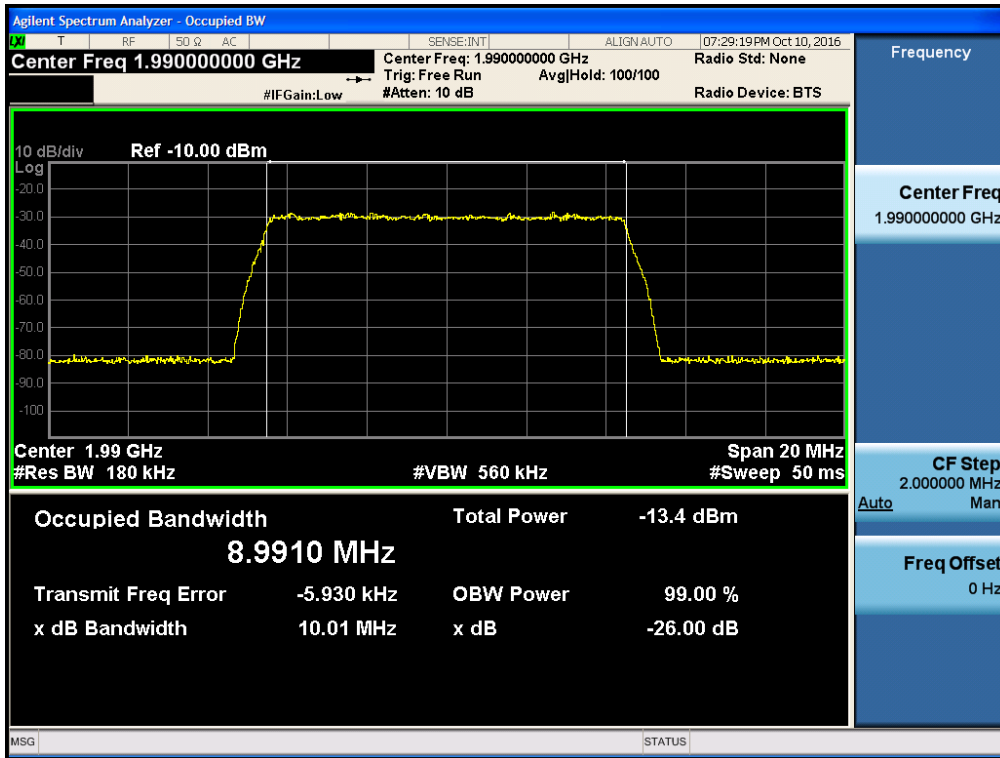 Agilent Spectrum Analyzer - Occupied BW
LXI T RF 50 Ω AC SENSE:INT ALIGN AUTO 07:29:19 PM Oct 10, 2016
Center Freq 1.990000000 GHz
Center Freq: 1.990000000 GHz
Radio Std: None
Trig: Free Run Avg|Hold: 100/100
#IFGain:Low
#Atten: 10 dB
Radio Device: BTS
Frequency
10 dB/div Ref -10.00 dBm
Log
-20.0
-30.0
-40.0
-50.0
-60.0
-70.0
-80.0
-90.0
-100
Center Freq
1.990000000 GHz
Center 1.99 GHz Span 20 MHz
#Res BW 180 kHz #VBW 560 kHz #Sweep 50 ms
CF Step
2.000000 MHz
Auto Man
Occupied Bandwidth Total Power -13.4 dBm
8.9910 MHz
Transmit Freq Error -5.930 kHz OBW Power 99.00 %
x dB Bandwidth 10.01 MHz x dB -26.00 dB
Freq Offset
0 Hz
MSG STATUS